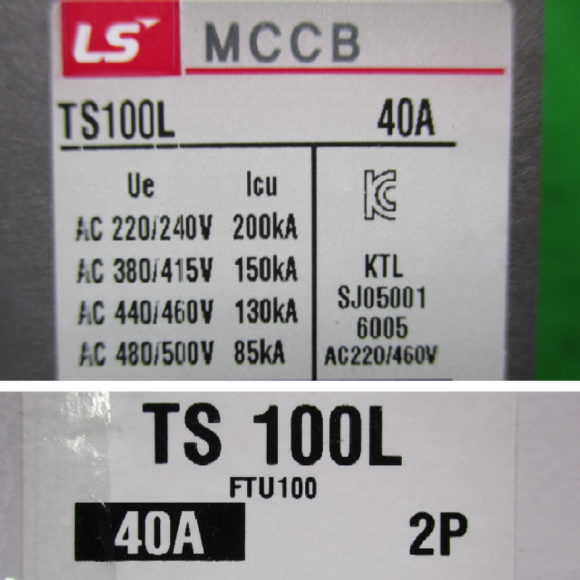 LS MCCB
TS100L 40A
Ue Icu
AC 220/240V 200kA
AC 380/415V 150kA
AC 440/460V 130kA
AC 480/500V 85kA
KC
KTL
SJ05001
6005
AC220/460V
TS 100L
FTU100
40A 2P